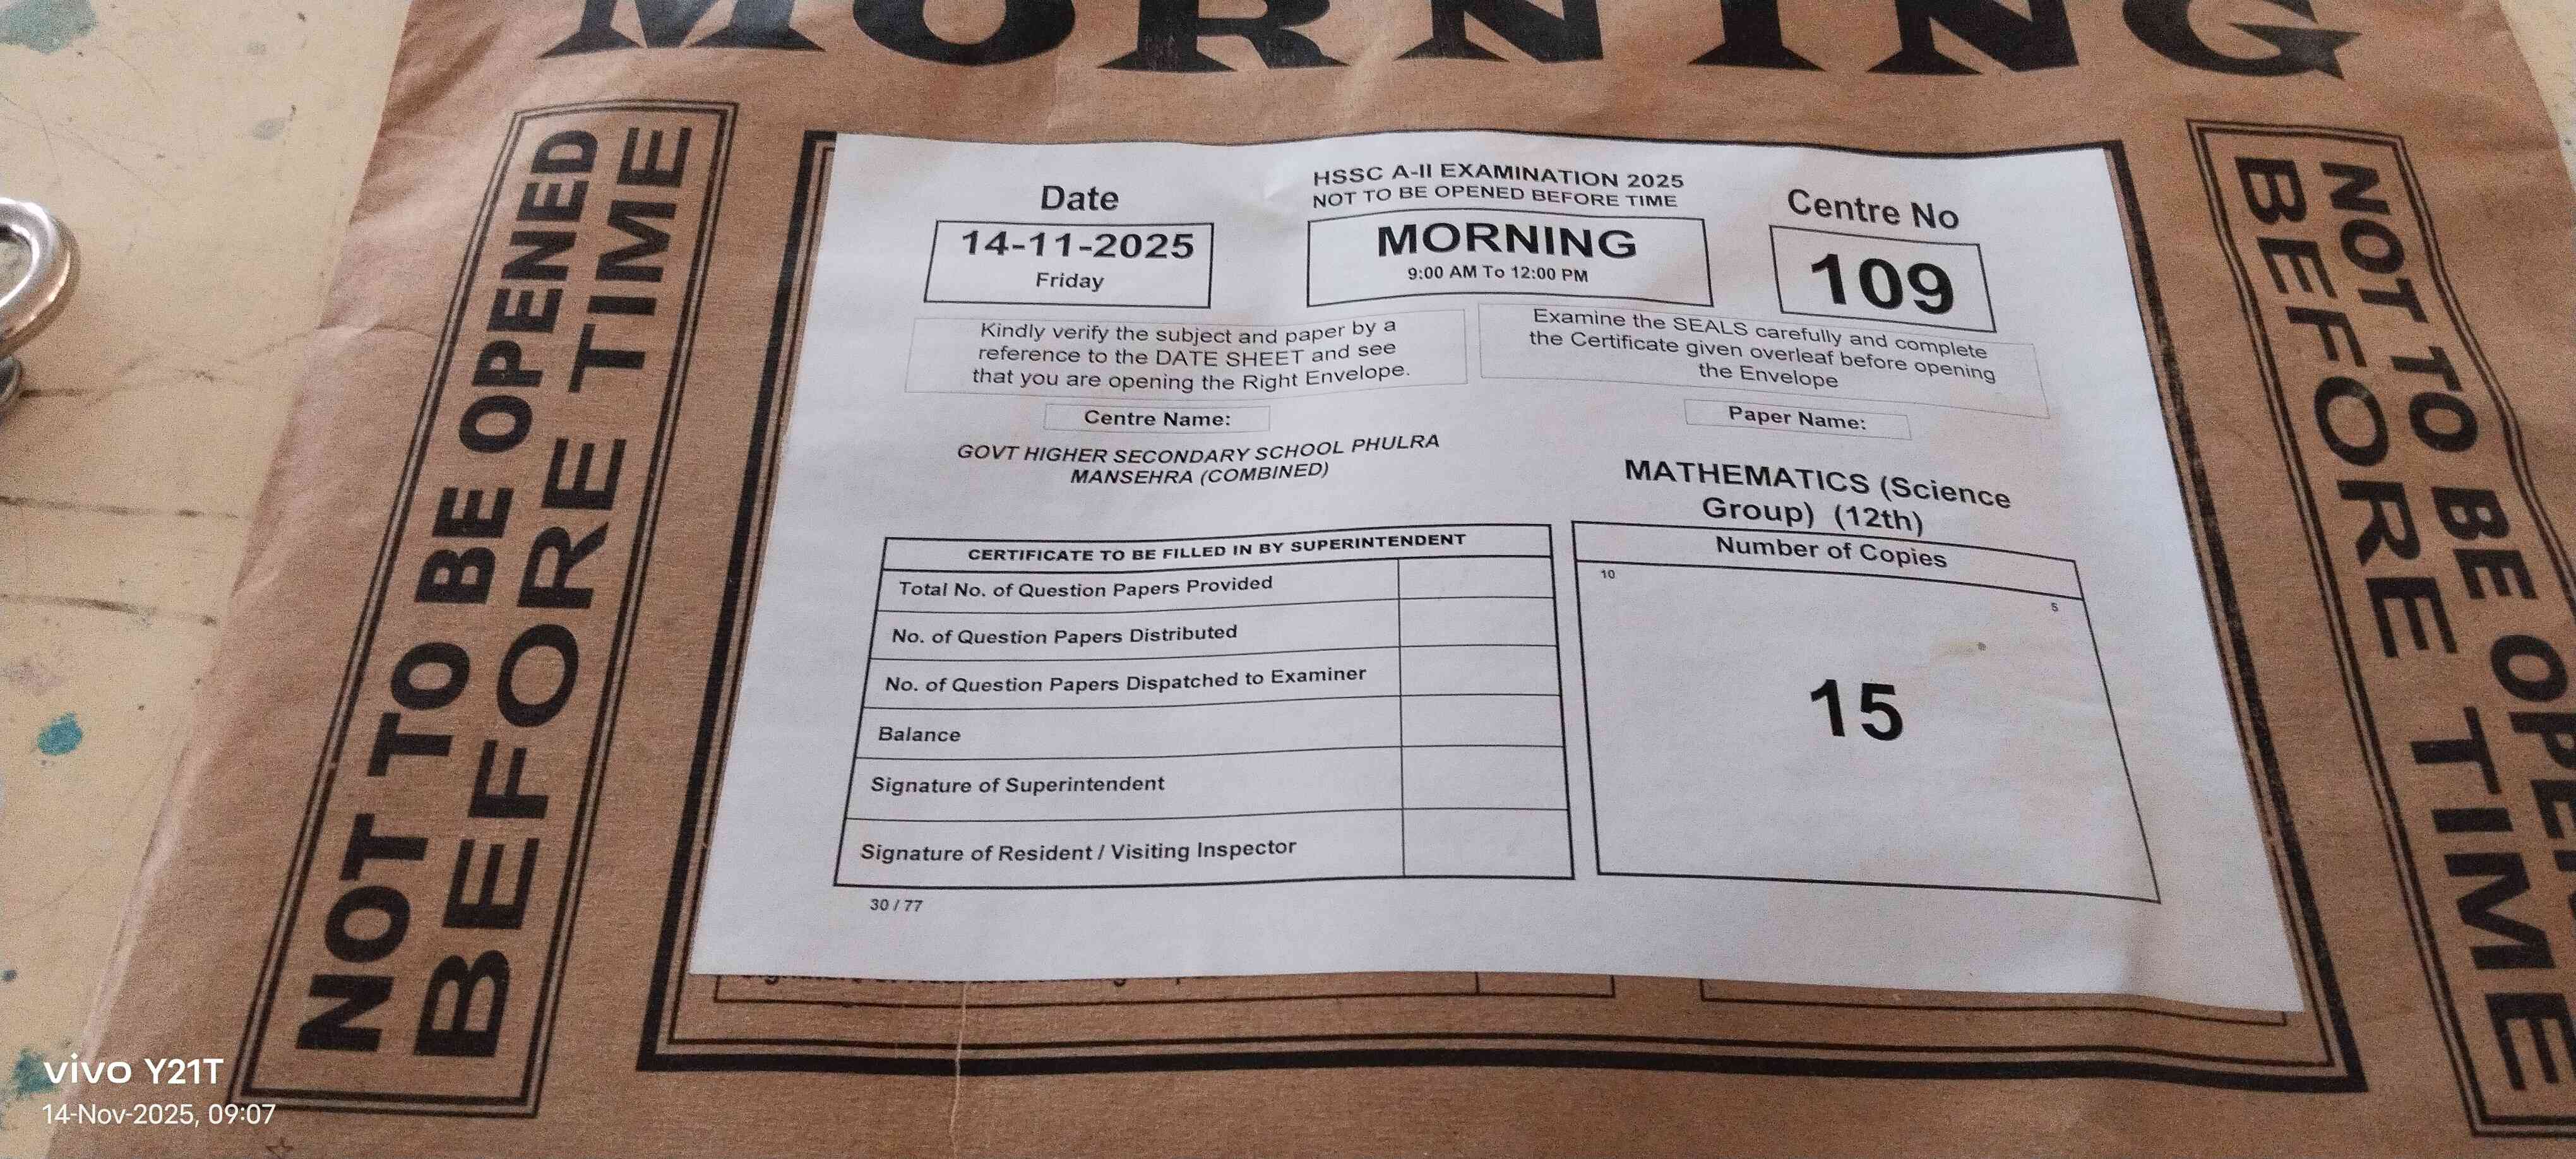 MORNING
NOT TO BE OPENED
BEFORE TIME
Date
14-11-2025
Friday
HSSC A-II EXAMINATION 2025
NOT TO BE OPENED BEFORE TIME
MORNING
9:00 AM To 12:00 PM
Centre No
109
Kindly verify the subject and paper by a
reference to the DATE SHEET and see
that you are opening the Right Envelope.
Examine the SEALS carefully and complete
the Certificate given overleaf before opening
the Envelope
Centre Name:
GOVT HIGHER SECONDARY SCHOOL PHULRA
MANSEHRA (COMBINED)
Paper Name:
MATHEMATICS (Science
Group) (12th)
CERTIFICATE TO BE FILLED IN BY SUPERINTENDENT
Total No. of Question Papers Provided
No. of Question Papers Distributed
No. of Question Papers Dispatched to Examiner
Balance
Signature of Superintendent
Signature of Resident / Visiting Inspector
Number of Copies
10
5
15
30 / 77
NOT TO BE OPENED
BEFORE TIME
vivo Y21T
14-Nov-2025, 09:07